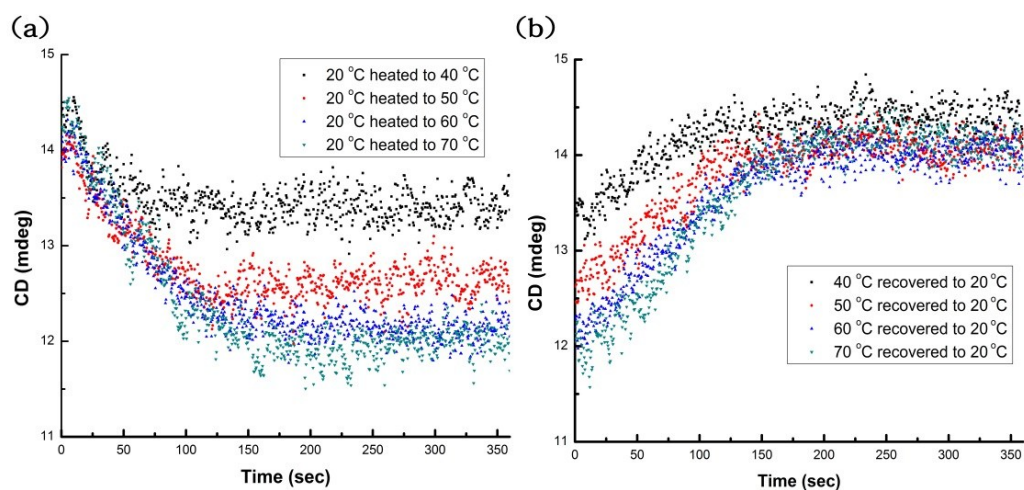 (a)
15
14
13
12
11
CD (mdeg)
0 50 100 150 200 250 300 350
Time (sec)
20 °C heated to 40 °C
20 °C heated to 50 °C
20 °C heated to 60 °C
20 °C heated to 70 °C
(b)
15
14
13
12
11
CD (mdeg)
0 50 100 150 200 250 300 350
Time (sec)
40 °C recovered to 20 °C
50 °C recovered to 20 °C
60 °C recovered to 20 °C
70 °C recovered to 20 °C